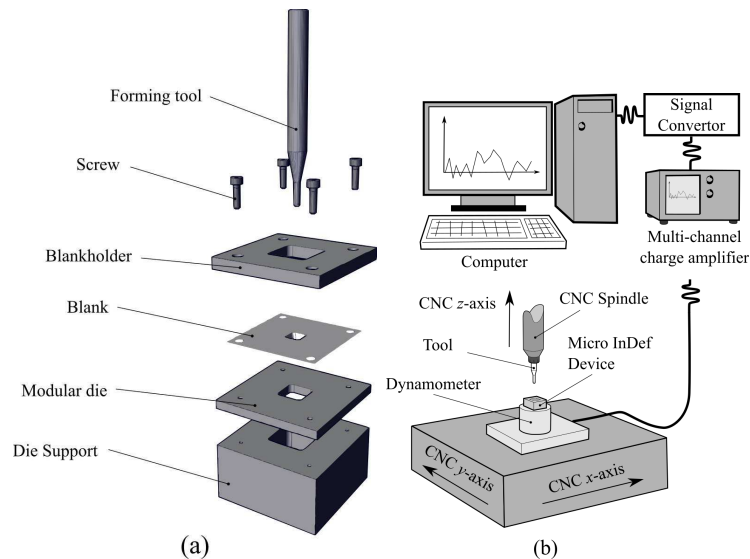 Forming tool
Screw
Blankholder
Blank
Modular die
Die Support
(a)
Signal
Convertor
Multi-channel
charge amplifier
Computer
CNC z-axis
CNC Spindle
Tool
Micro InDef
Device
Dynamometer
CNC y-axis
CNC x-axis
(b)